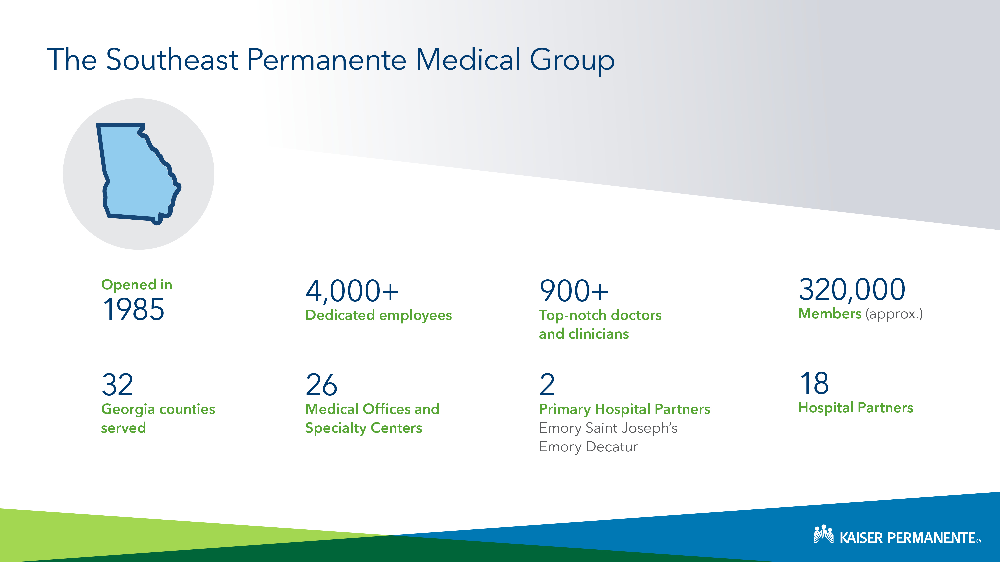 The Southeast Permanente Medical Group
Opened in
1985
4,000+
Dedicated employees
900+
Top-notch doctors
and clinicians
320,000
Members (approx.)
32
Georgia counties
served
26
Medical Offices and
Specialty Centers
2
Primary Hospital Partners
Emory Saint Joseph’s
Emory Decatur
18
Hospital Partners
KAISER PERMANENTE®